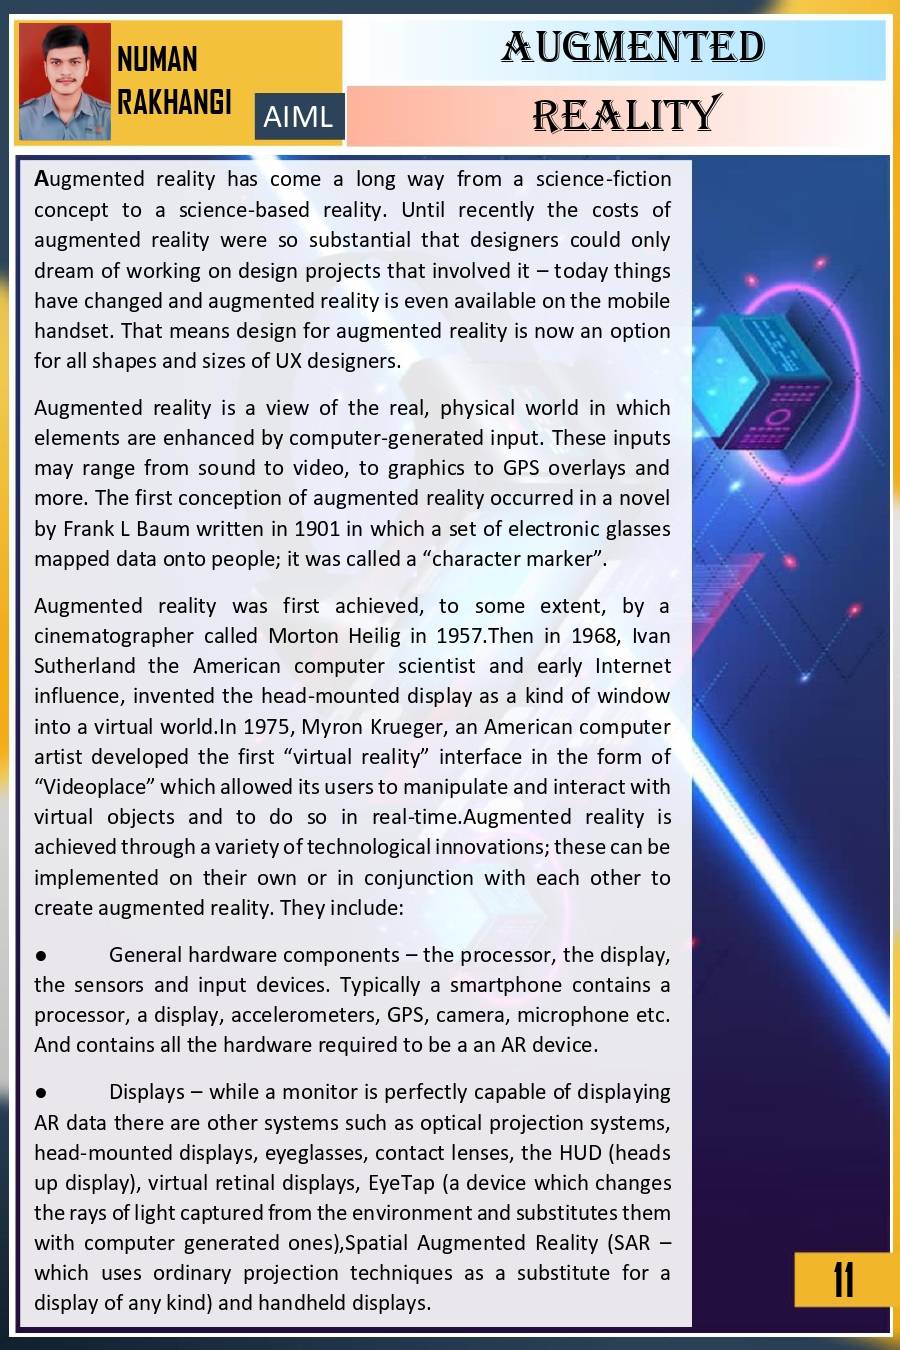 NUMAN
RAKHANGI
AIML
AUGMENTED
REALITY
Augmented reality has come a long way from a science-fiction
concept to a science-based reality. Until recently the costs of
augmented reality were so substantial that designers could only
dream of working on design projects that involved it – today things
have changed and augmented reality is even available on the mobile
handset. That means design for augmented reality is now an option
for all shapes and sizes of UX designers.
Augmented reality is a view of the real, physical world in which
elements are enhanced by computer-generated input. These inputs
may range from sound to video, to graphics to GPS overlays and
more. The first conception of augmented reality occurred in a novel
by Frank L Baum written in 1901 in which a set of electronic glasses
mapped data onto people; it was called a “character marker”.
Augmented reality was first achieved, to some extent, by a
cinematographer called Morton Heilig in 1957.Then in 1968, Ivan
Sutherland the American computer scientist and early Internet
influence, invented the head-mounted display as a kind of window
into a virtual world.In 1975, Myron Krueger, an American computer
artist developed the first “virtual reality” interface in the form of
“Videoplace” which allowed its users to manipulate and interact with
virtual objects and to do so in real-time.Augmented reality is
achieved through a variety of technological innovations; these can be
implemented on their own or in conjunction with each other to
create augmented reality. They include:
● General hardware components – the processor, the display,
the sensors and input devices. Typically a smartphone contains a
processor, a display, accelerometers, GPS, camera, microphone etc.
And contains all the hardware required to be a an AR device.
● Displays – while a monitor is perfectly capable of displaying
AR data there are other systems such as optical projection systems,
head-mounted displays, eyeglasses, contact lenses, the HUD (heads
up display), virtual retinal displays, EyeTap (a device which changes
the rays of light captured from the environment and substitutes them
with computer generated ones),Spatial Augmented Reality (SAR –
which uses ordinary projection techniques as a substitute for a
display of any kind) and handheld displays.
11